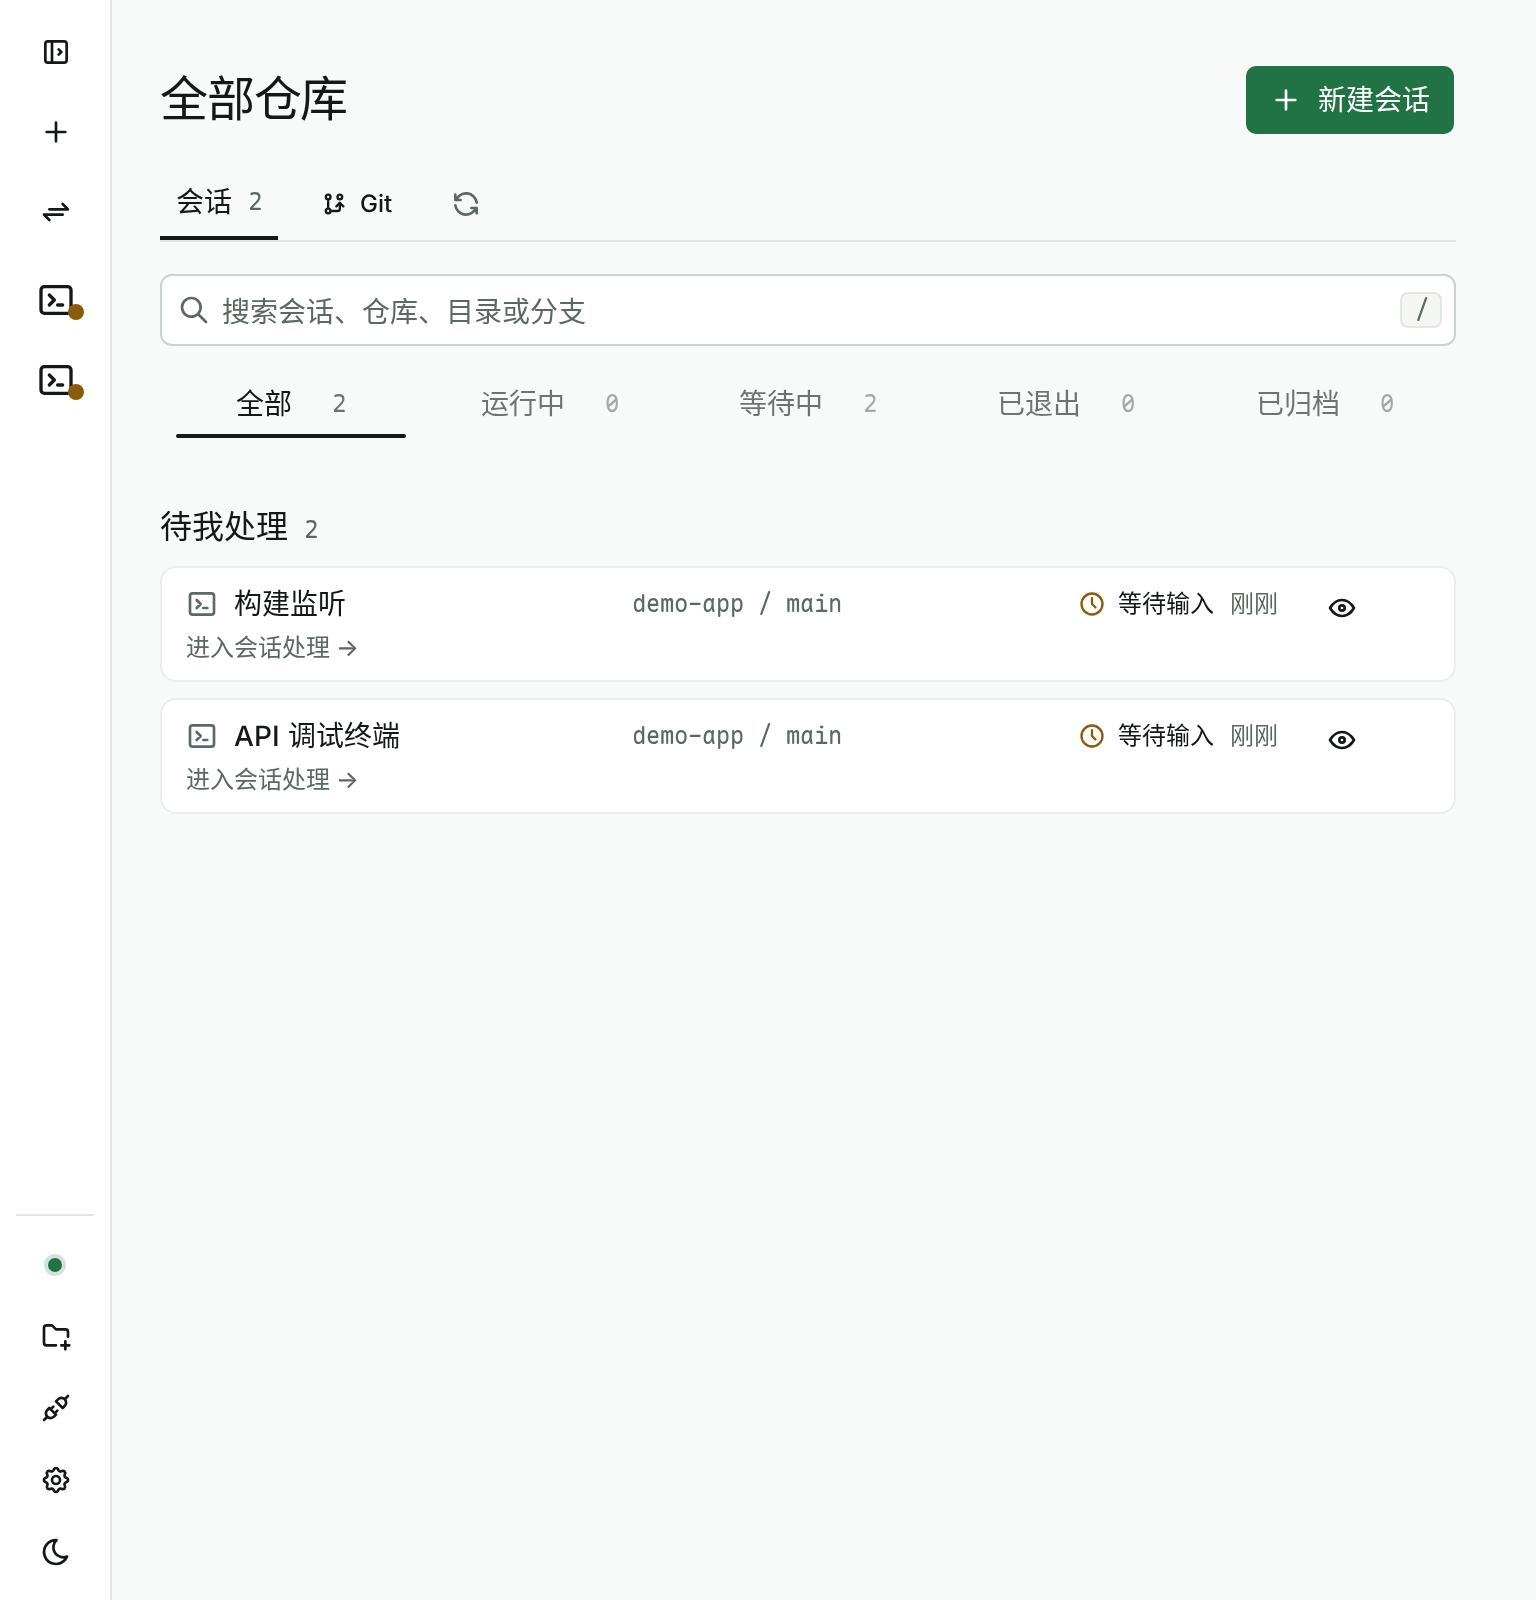 全部仓库
新建会话
会话 2 Git
搜索会话、仓库、目录或分支 /
全部 2 运行中 0 等待中 2 已退出 0 已归档 0
待我处理 2
构建监听 demo-app / main 等待输入 刚刚
进入会话处理 →
API 调试终端 demo-app / main 等待输入 刚刚
进入会话处理 →